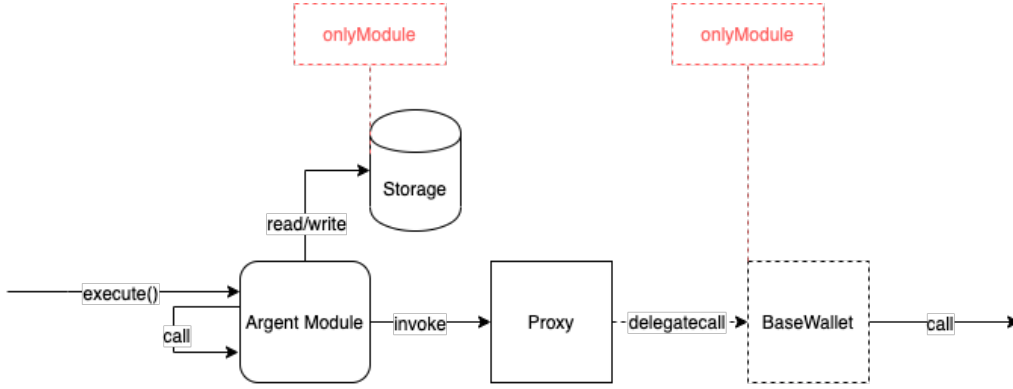 onlyModule
onlyModule
Storage
read/write
execute()
call
Argent Module
invoke
Proxy
delegatecall
BaseWallet
call